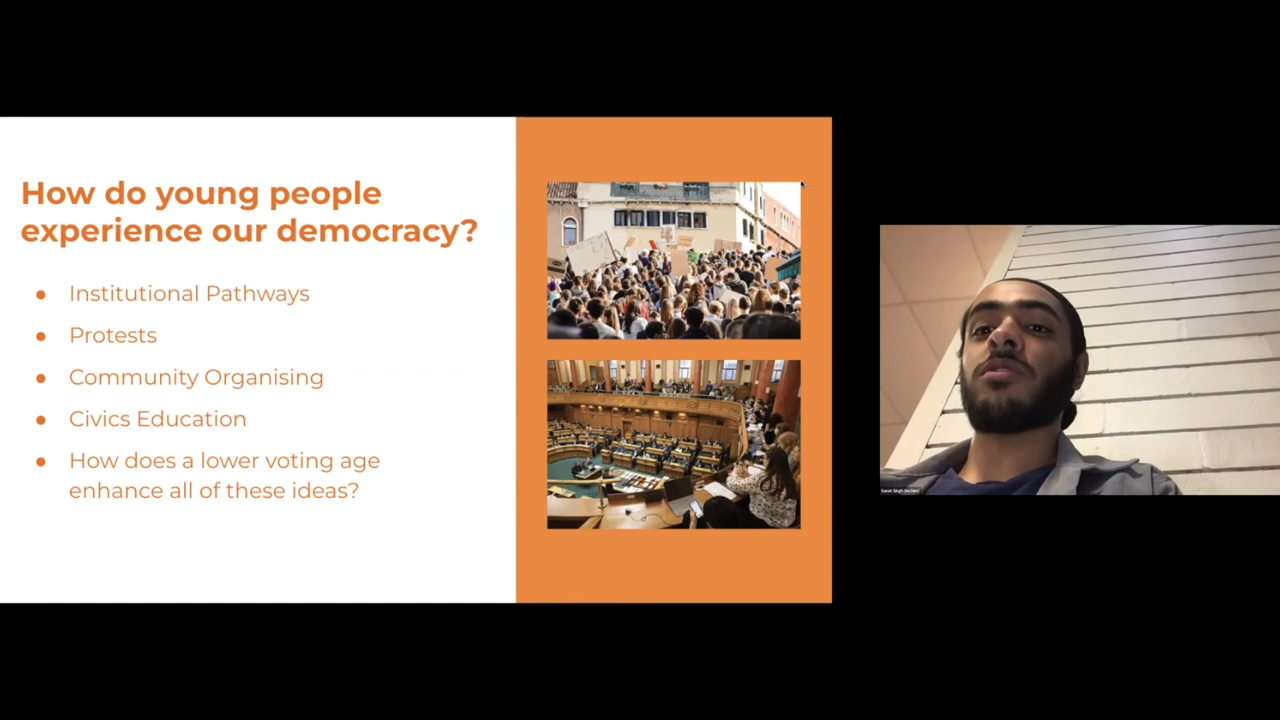 How do young people
experience our democracy?
● Institutional Pathways
● Protests
● Community Organising
● Civics Education
● How does a lower voting age
enhance all of these ideas?